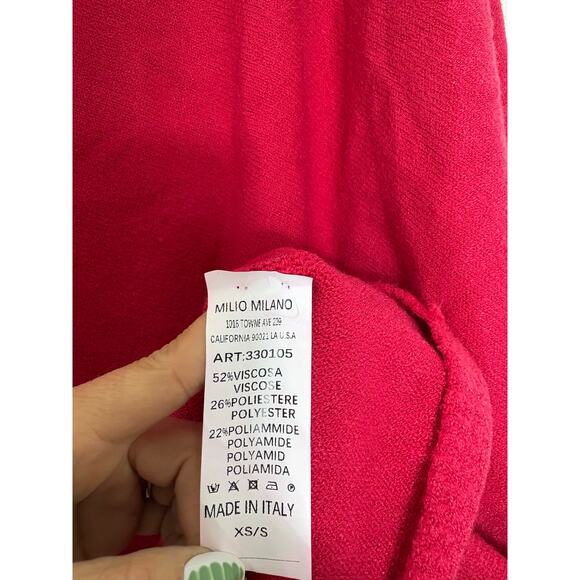 MILIO MILANO
1016 TOWNE AVE 229
CALIFORNIA 90021 LA U.S.A
ART:330105
52%VISCOSA
VISCOSE
26%POLIESTERE
POLYESTER
22%POLIAMMIDE
POLYAMIDE
POLYAMID
POLIAMIDA
MADE IN ITALY
XS/S